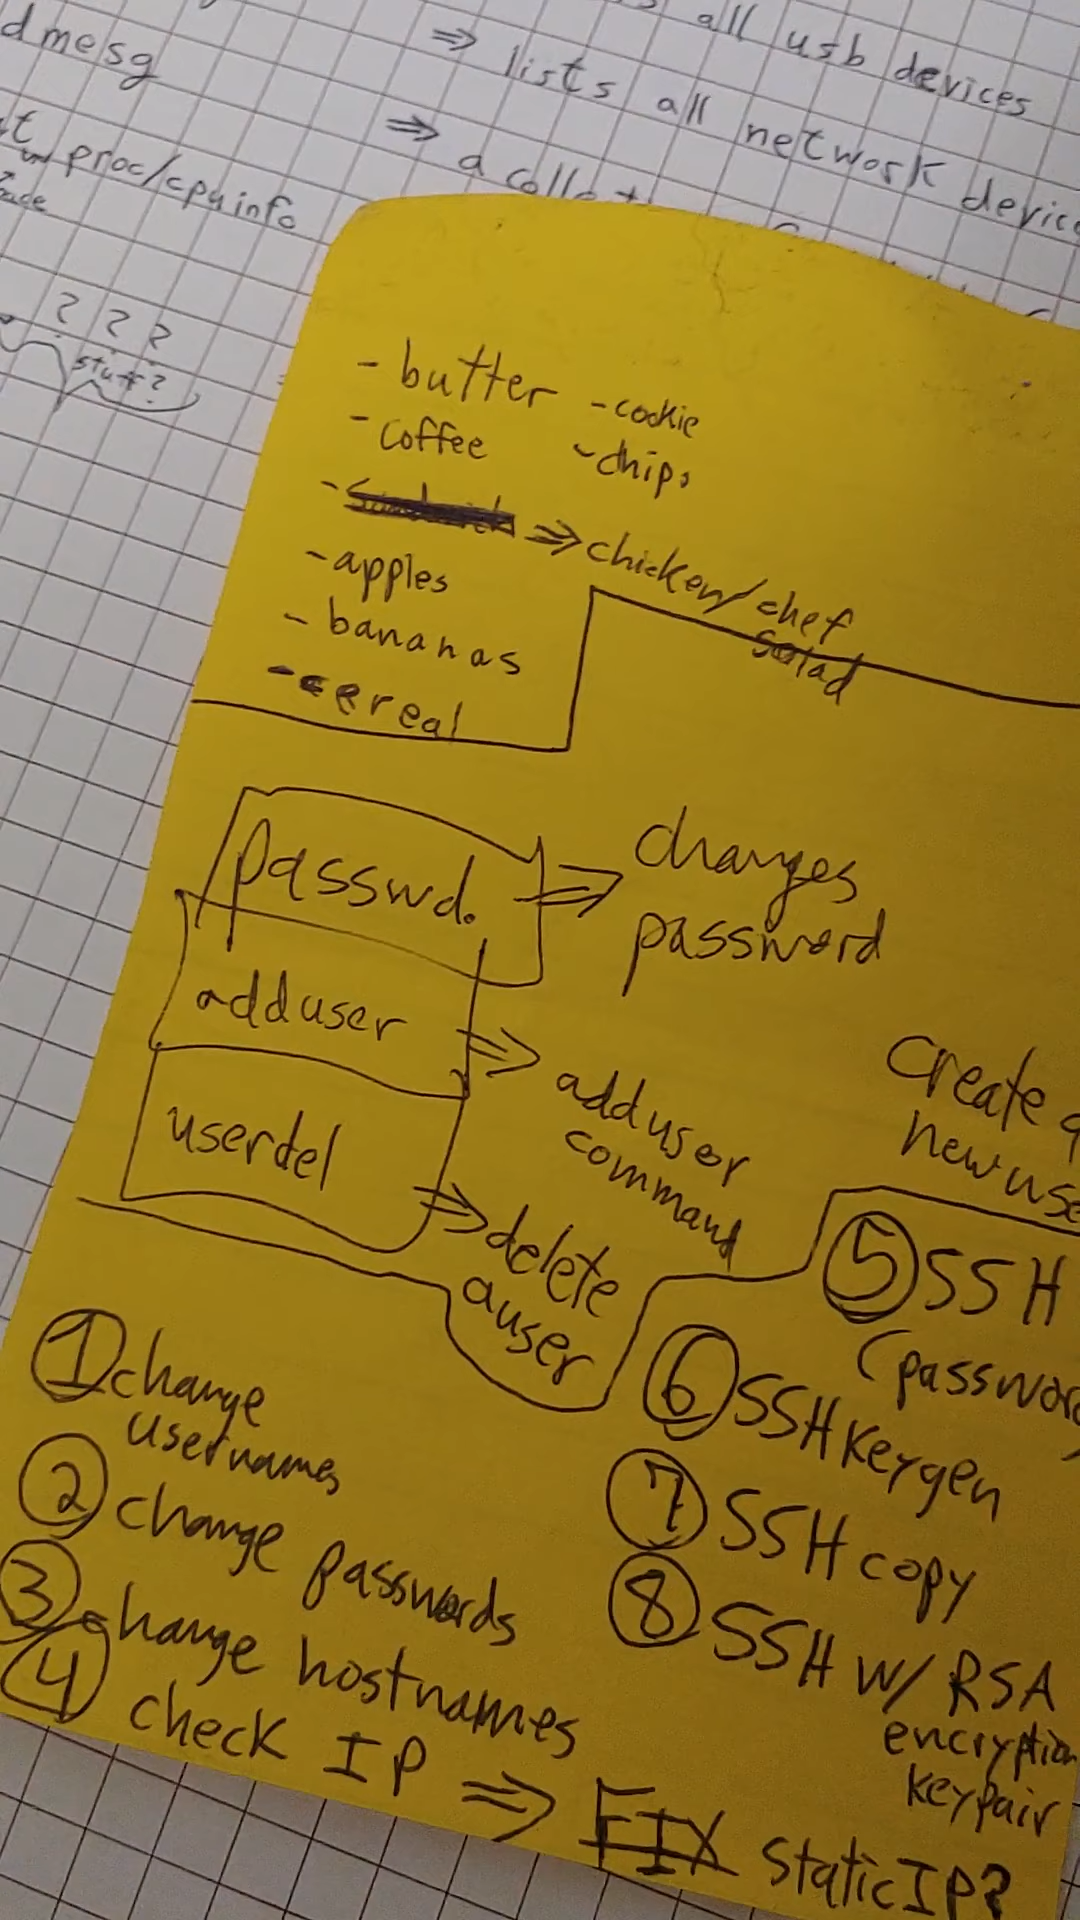 all usb devices
dmesg ⇒ lists all network device
proc/cpuinfo ⇒ a collect
? ? ?
stuff?
- butter - cookie
- coffee - chips
- ⇒ chicken/chef
salad
- apples
- bananas
- cereal
passwd. ⇒ changes
password
adduser ⇒ adduser
command
create a
new use
userdel ⇒ delete
a user
① change
usernames
② change passwords
③ change hostnames
④ check IP ⇒ FIX static IP?
⑤ SSH
(password
⑥ SSH Keygen
⑦ SSH copy
⑧ SSH w/ RSA
encryption
keypair